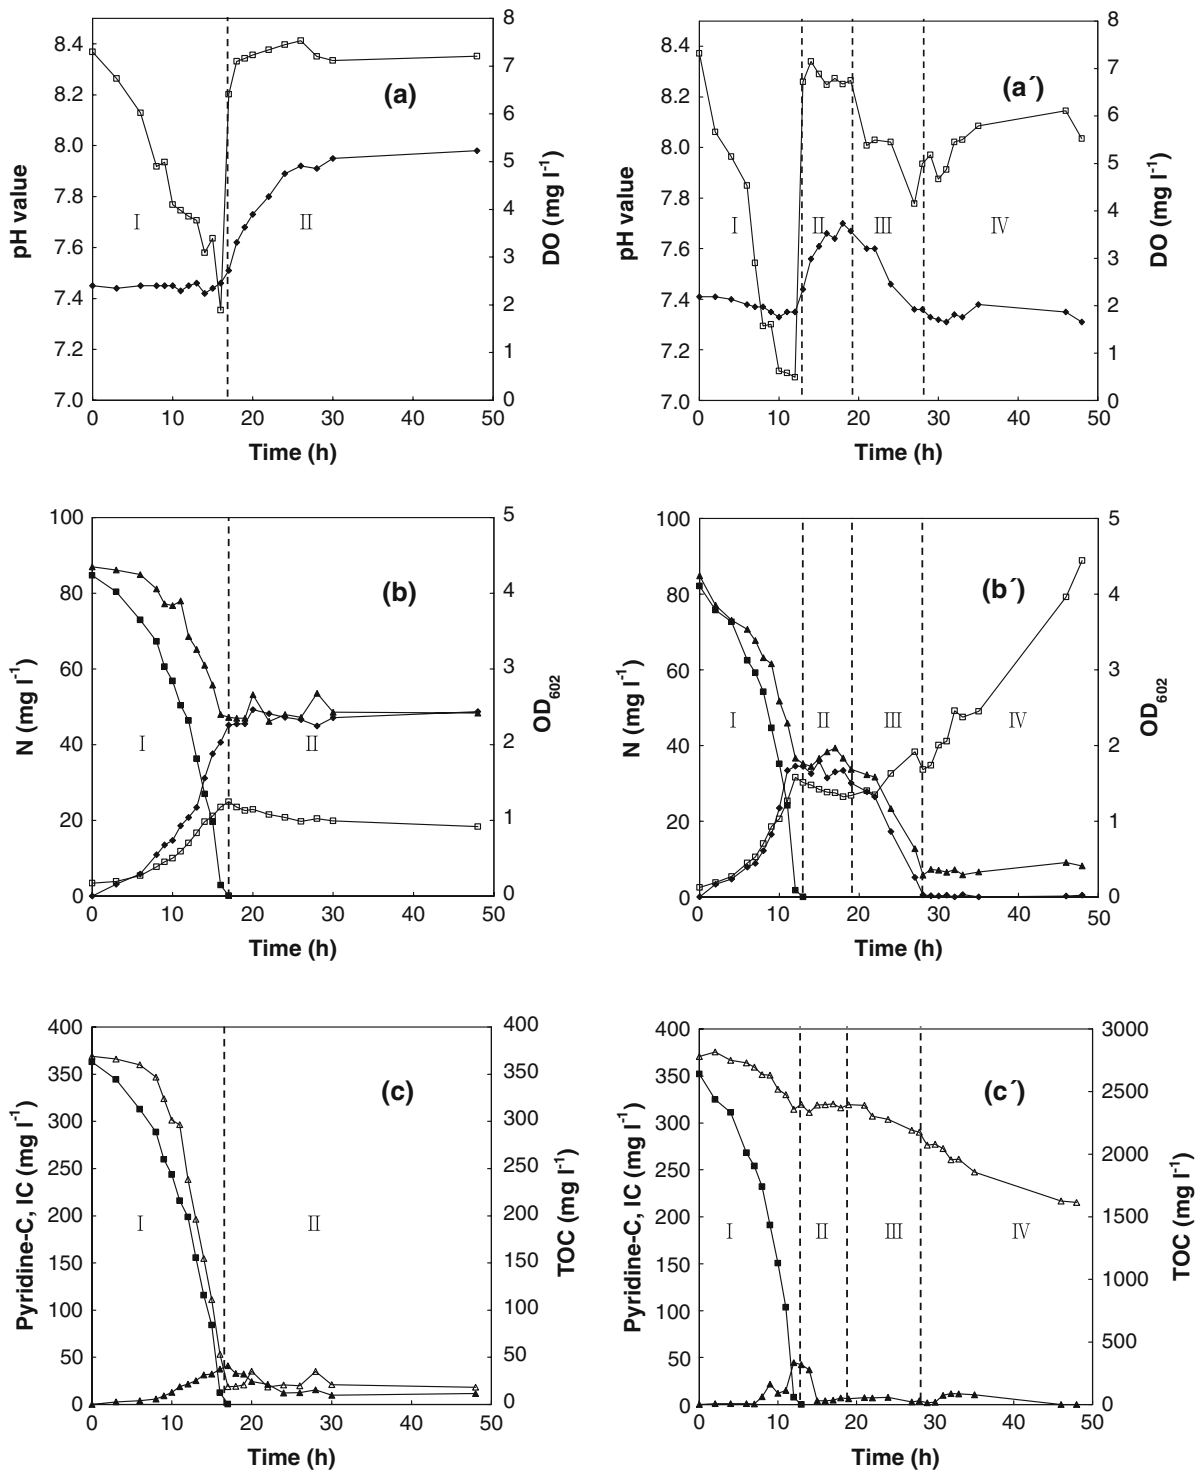 (a)
8.4
8.2
8.0
7.8
7.6
7.4
7.2
7.0
pH value
8
7
6
5
4
3
2
1
0
DO (mg l⁻¹)
I
II
0 10 20 30 40 50
Time (h)
(a´)
8.4
8.2
8.0
7.8
7.6
7.4
7.2
7.0
pH value
8
7
6
5
4
3
2
1
0
DO (mg l⁻¹)
I II III IV
0 10 20 30 40 50
Time (h)
(b)
100
80
60
40
20
0
N (mg l⁻¹)
5
4
3
2
1
0
OD₆₀₂
I
II
0 10 20 30 40 50
Time (h)
(b´)
100
80
60
40
20
0
N (mg l⁻¹)
5
4
3
2
1
0
OD₆₀₂
I II III IV
0 10 20 30 40 50
Time (h)
(c)
400
350
300
250
200
150
100
50
0
Pyridine-C, IC (mg l⁻¹)
400
350
300
250
200
150
100
50
0
TOC (mg l⁻¹)
I
II
0 10 20 30 40 50
Time (h)
(c´)
400
350
300
250
200
150
100
50
0
Pyridine-C, IC (mg l⁻¹)
3000
2500
2000
1500
1000
500
0
TOC (mg l⁻¹)
I II III IV
0 10 20 30 40 50
Time (h)